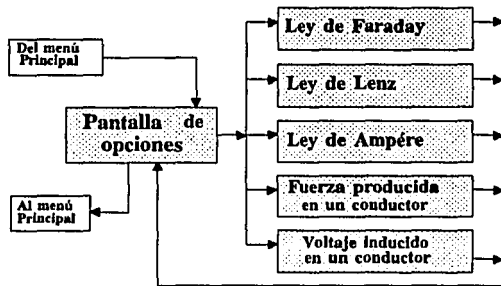 Del menú
Principal
Pantalla de
opciones
Al menú
Principal
Ley de Faraday
Ley de Lenz
Ley de Ampére
Fuerza producida
en un conductor
Voltaje inducido
en un conductor